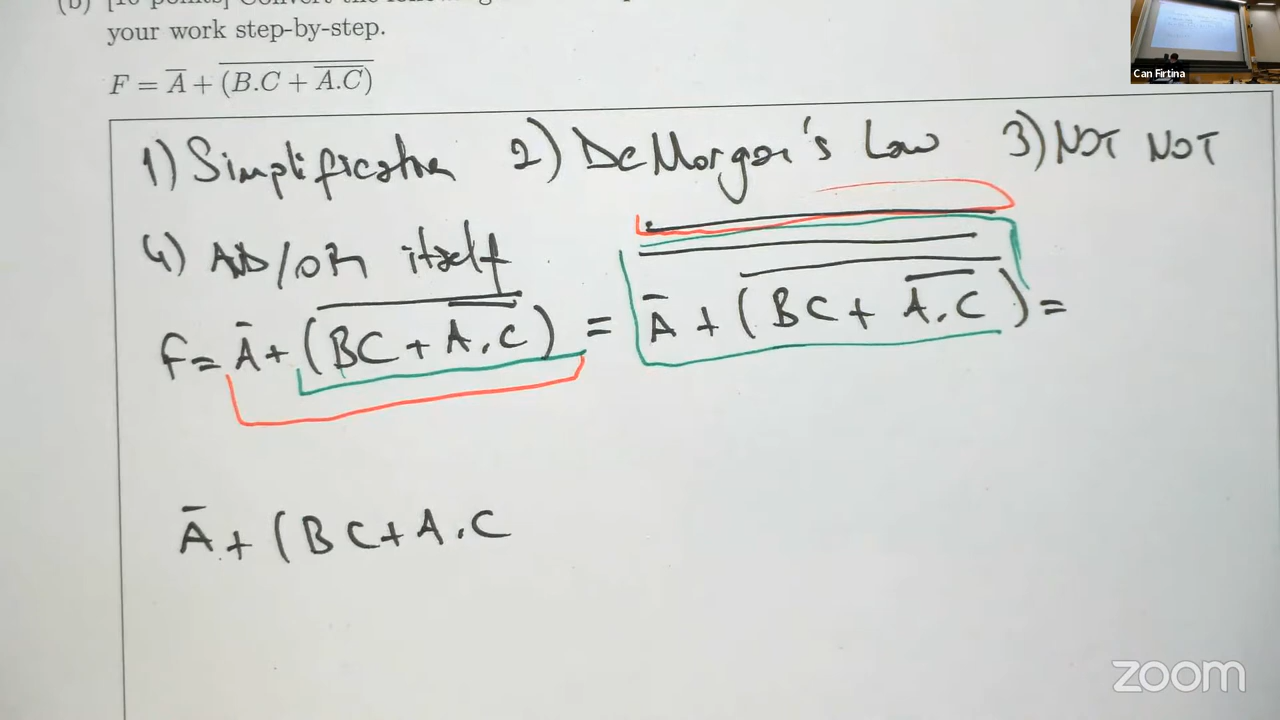 your work step-by-step.
Can Firtina
F = A̅ + (B.C + A.C)
1) Simplification 2) DeMorgan's Law 3) NOT NOT
4) AND/OR itself
F = A̅ + (BC + A.C) = A̅ + (BC + A.C) =
A̅ + (BC + A.C
zoom